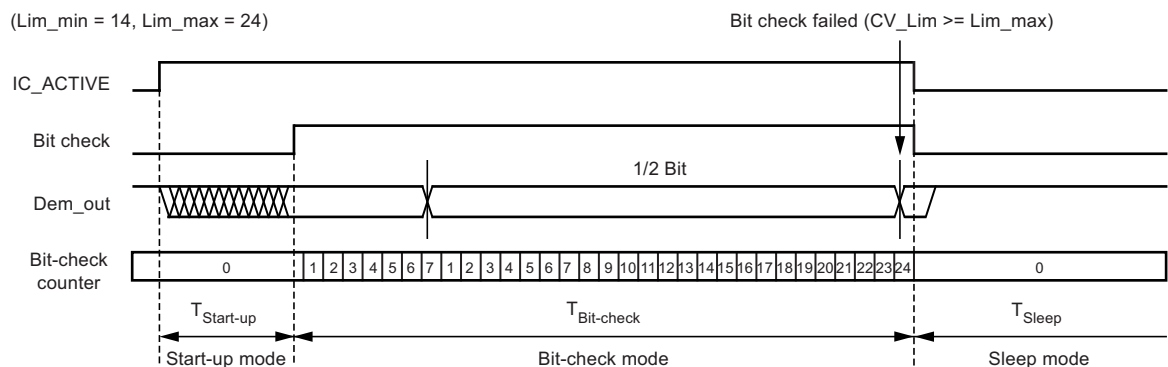 (Lim_min = 14, Lim_max = 24)
Bit check failed (CV_Lim >= Lim_max)
IC_ACTIVE
Bit check
1/2 Bit
Dem_out
Bit-check
counter
0 1 2 3 4 5 6 7 1 2 3 4 5 6 7 8 9 10 11 12 13 14 15 16 17 18 19 20 21 22 23 24 0
TStart-up TBit-check TSleep
Start-up mode Bit-check mode Sleep mode